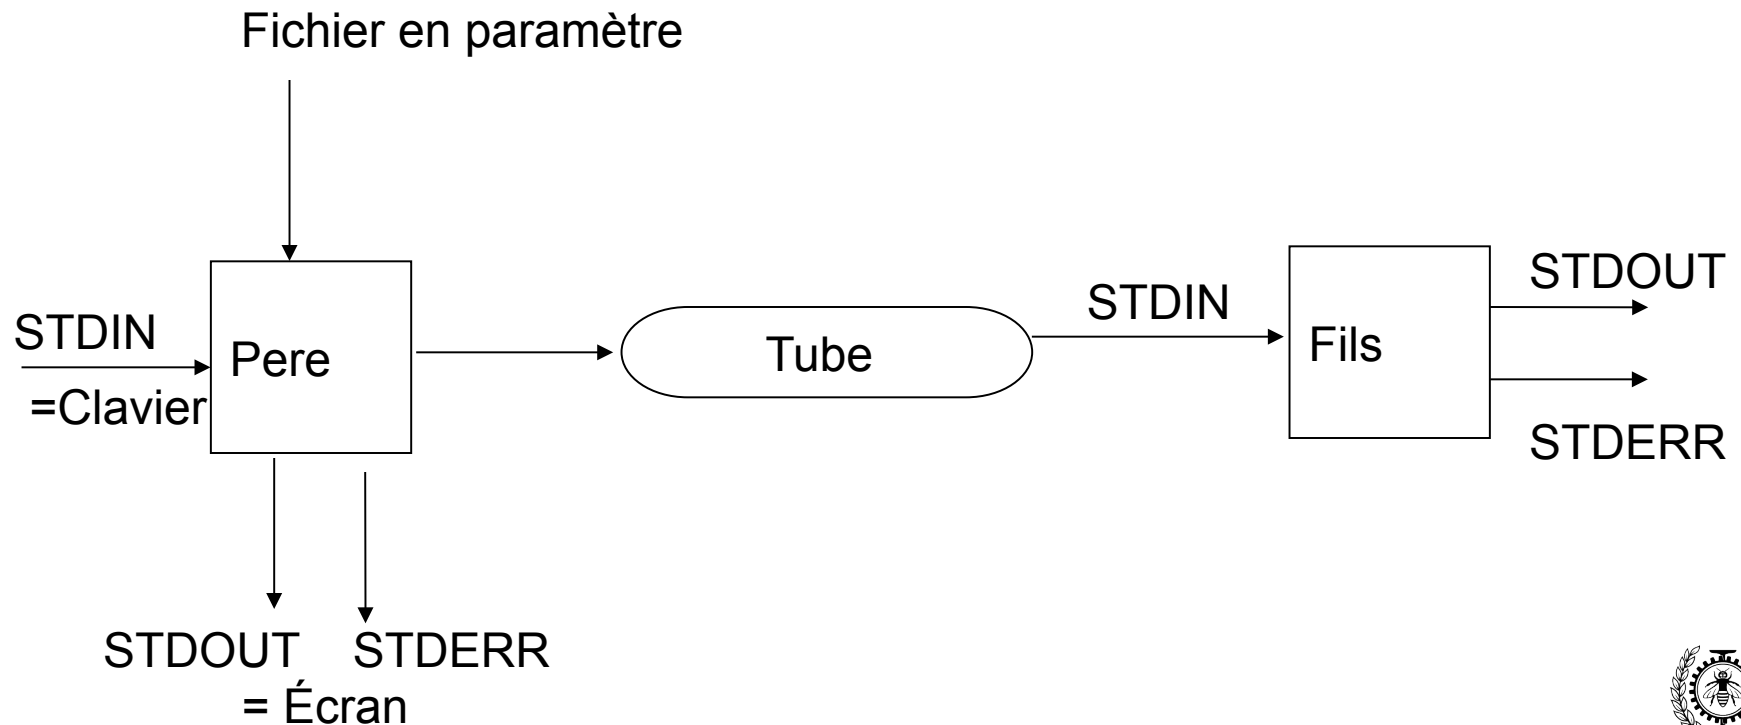 Fichier en paramètre
STDIN
=Clavier
Pere
Tube
STDIN
Fils
STDOUT
STDERR
STDOUT
STDERR
= Écran